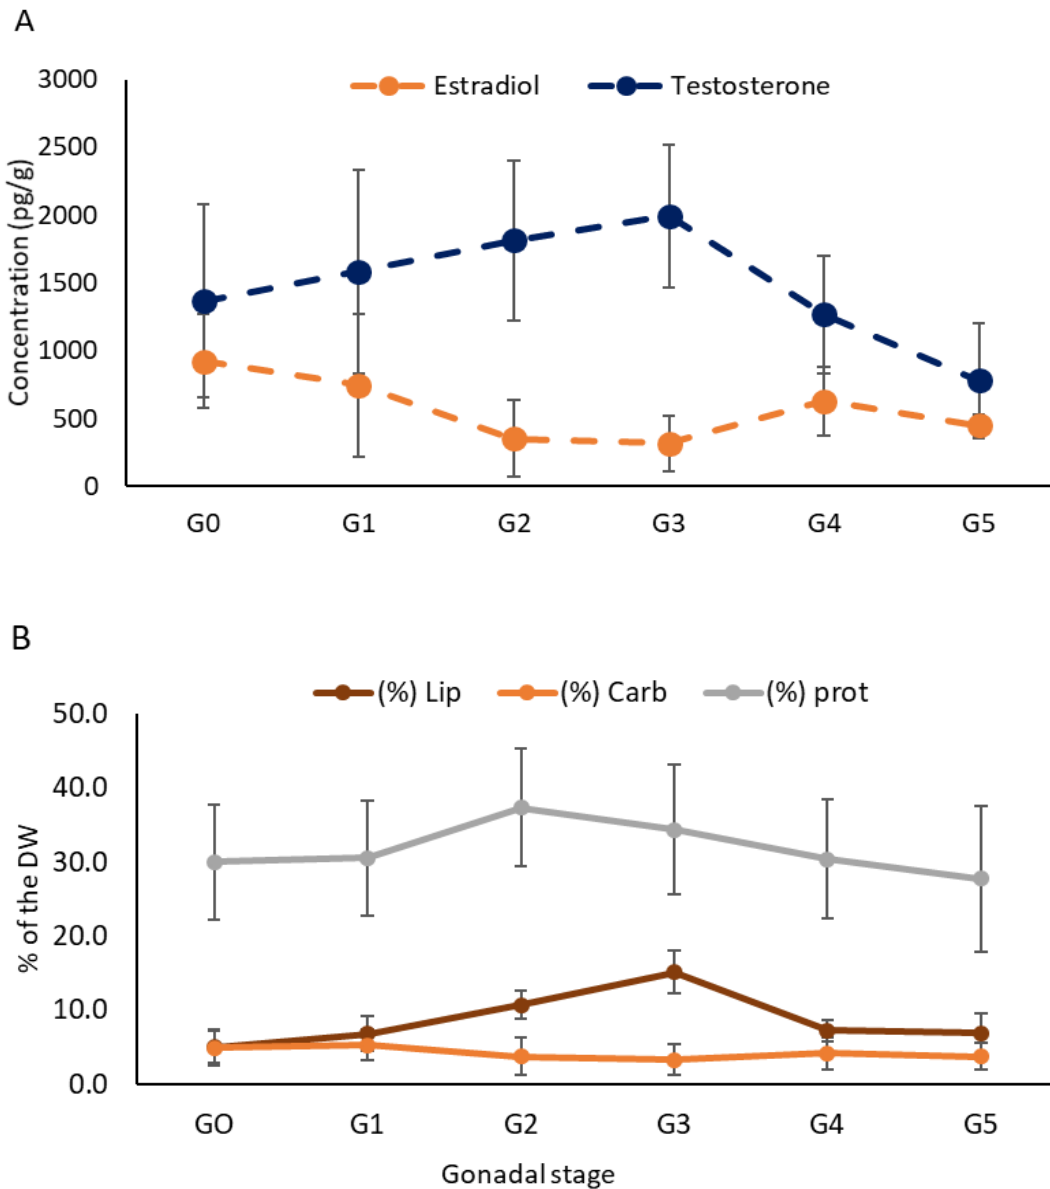 A
Estradiol Testosterone
3000
2500
2000
1500
1000
500
0
Concentration (pg/g)
G0 G1 G2 G3 G4 G5
B
(%) Lip (%) Carb (%) prot
50.0
40.0
30.0
20.0
10.0
0.0
% of the DW
GO G1 G2 G3 G4 G5
Gonadal stage